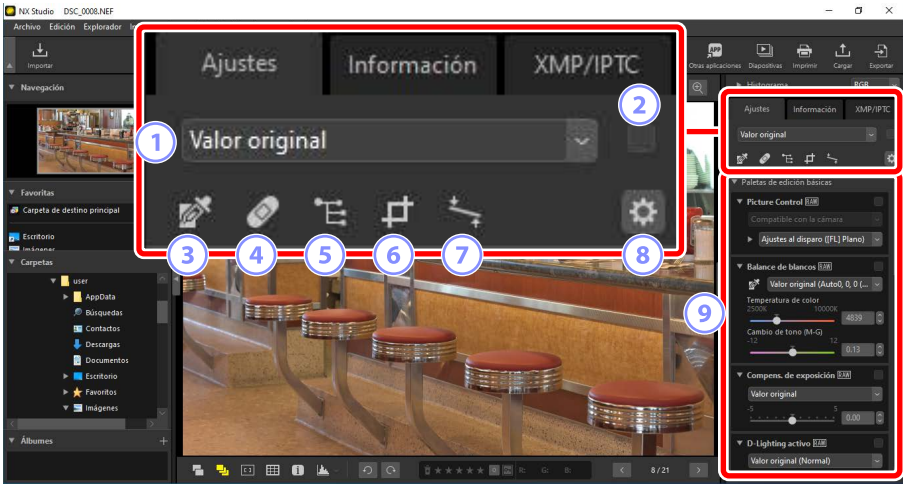 NX Studio DSC_0008.NEF
Archivo Edición Explorador
Importar
Otras aplicaciones Diapositivas Imprimir Cargar Exportar
Navegación
Favoritas
Carpeta de destino principal
Escritorio
Imágenes
Carpetas
user
AppData
Búsquedas
Contactos
Descargas
Documentos
Escritorio
Favoritos
Imágenes
Álbumes
Ajustes Información XMP/IPTC
1 Valor original 2
3 4 5 6 7 8
R: G: B: 8 / 21
Histograma RGB
Ajustes Información XMP/IPTC
Valor original
9
Paletas de edición básicas
Picture Control RAW
Compatible con la cámara
Ajustes al disparo ([FL] Plano)
Balance de blancos RAW
Valor original (Auto0, 0, 0 (...
Temperatura de color
2500K 10000K
4839
Cambio de tono (M-G)
-12 12
0.13
Compens. de exposición RAW
Valor original
-5 5
0.00
D-Lighting activo RAW
Valor original (Normal)